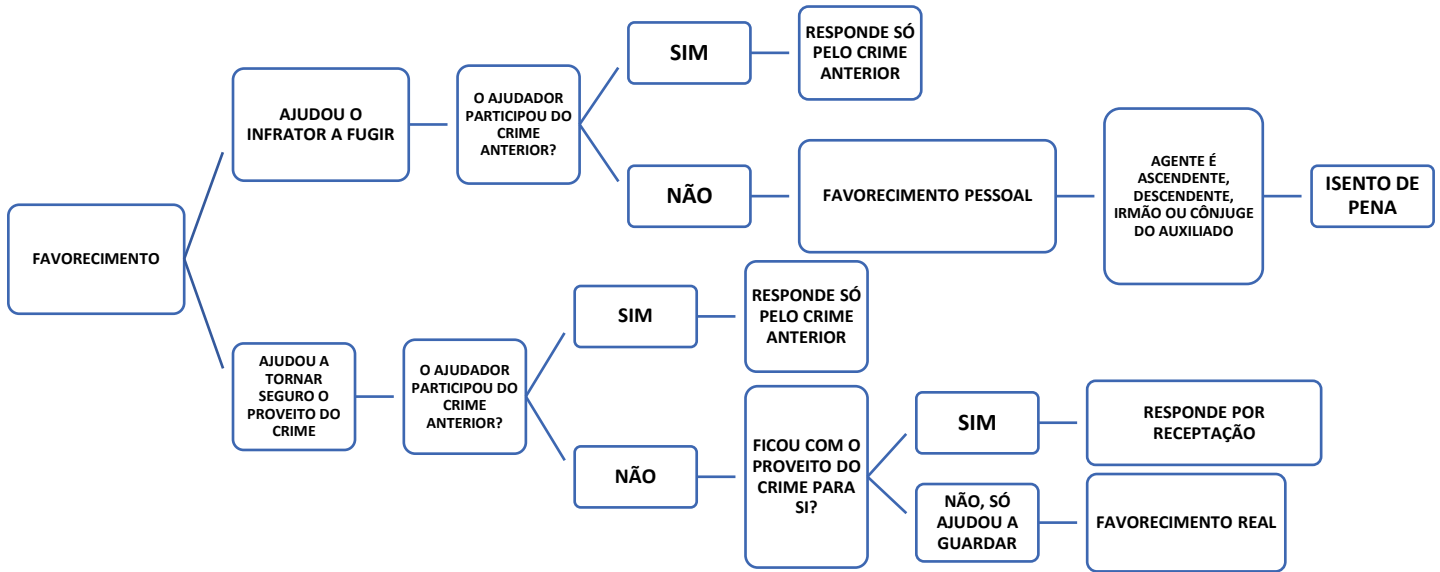 FAVORECIMENTO
AJUDOU O
INFRATOR A FUGIR
O AJUDADOR
PARTICIPOU DO
CRIME
ANTERIOR?
SIM
RESPONDE SÓ
PELO CRIME
ANTERIOR
NÃO
FAVORECIMENTO PESSOAL
AGENTE É
ASCENDENTE,
DESCENDENTE,
IRMÃO OU CÔNJUGE
DO AUXILIADO
ISENTO DE
PENA
AJUDOU A
TORNAR
SEGURO O
PROVEITO DO
CRIME
O AJUDADOR
PARTICIPOU DO
CRIME
ANTERIOR?
SIM
RESPONDE SÓ
PELO CRIME
ANTERIOR
NÃO
FICOU COM O
PROVEITO DO
CRIME PARA
SI?
SIM
RESPONDE POR
RECEPTAÇÃO
NÃO, SÓ
AJUDOU A
GUARDAR
FAVORECIMENTO REAL